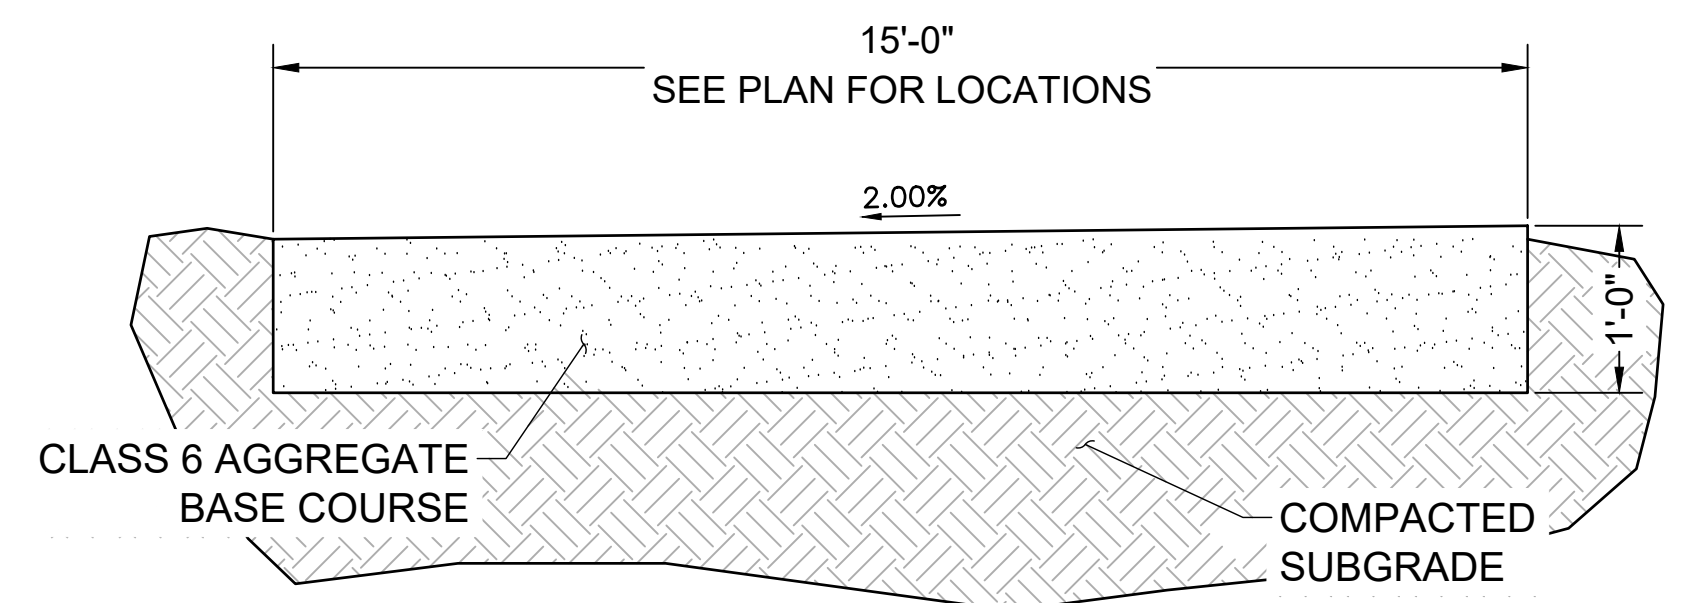 15'-0"
SEE PLAN FOR LOCATIONS
2.00%
1'-0"
CLASS 6 AGGREGATE
BASE COURSE
COMPACTED
SUBGRADE